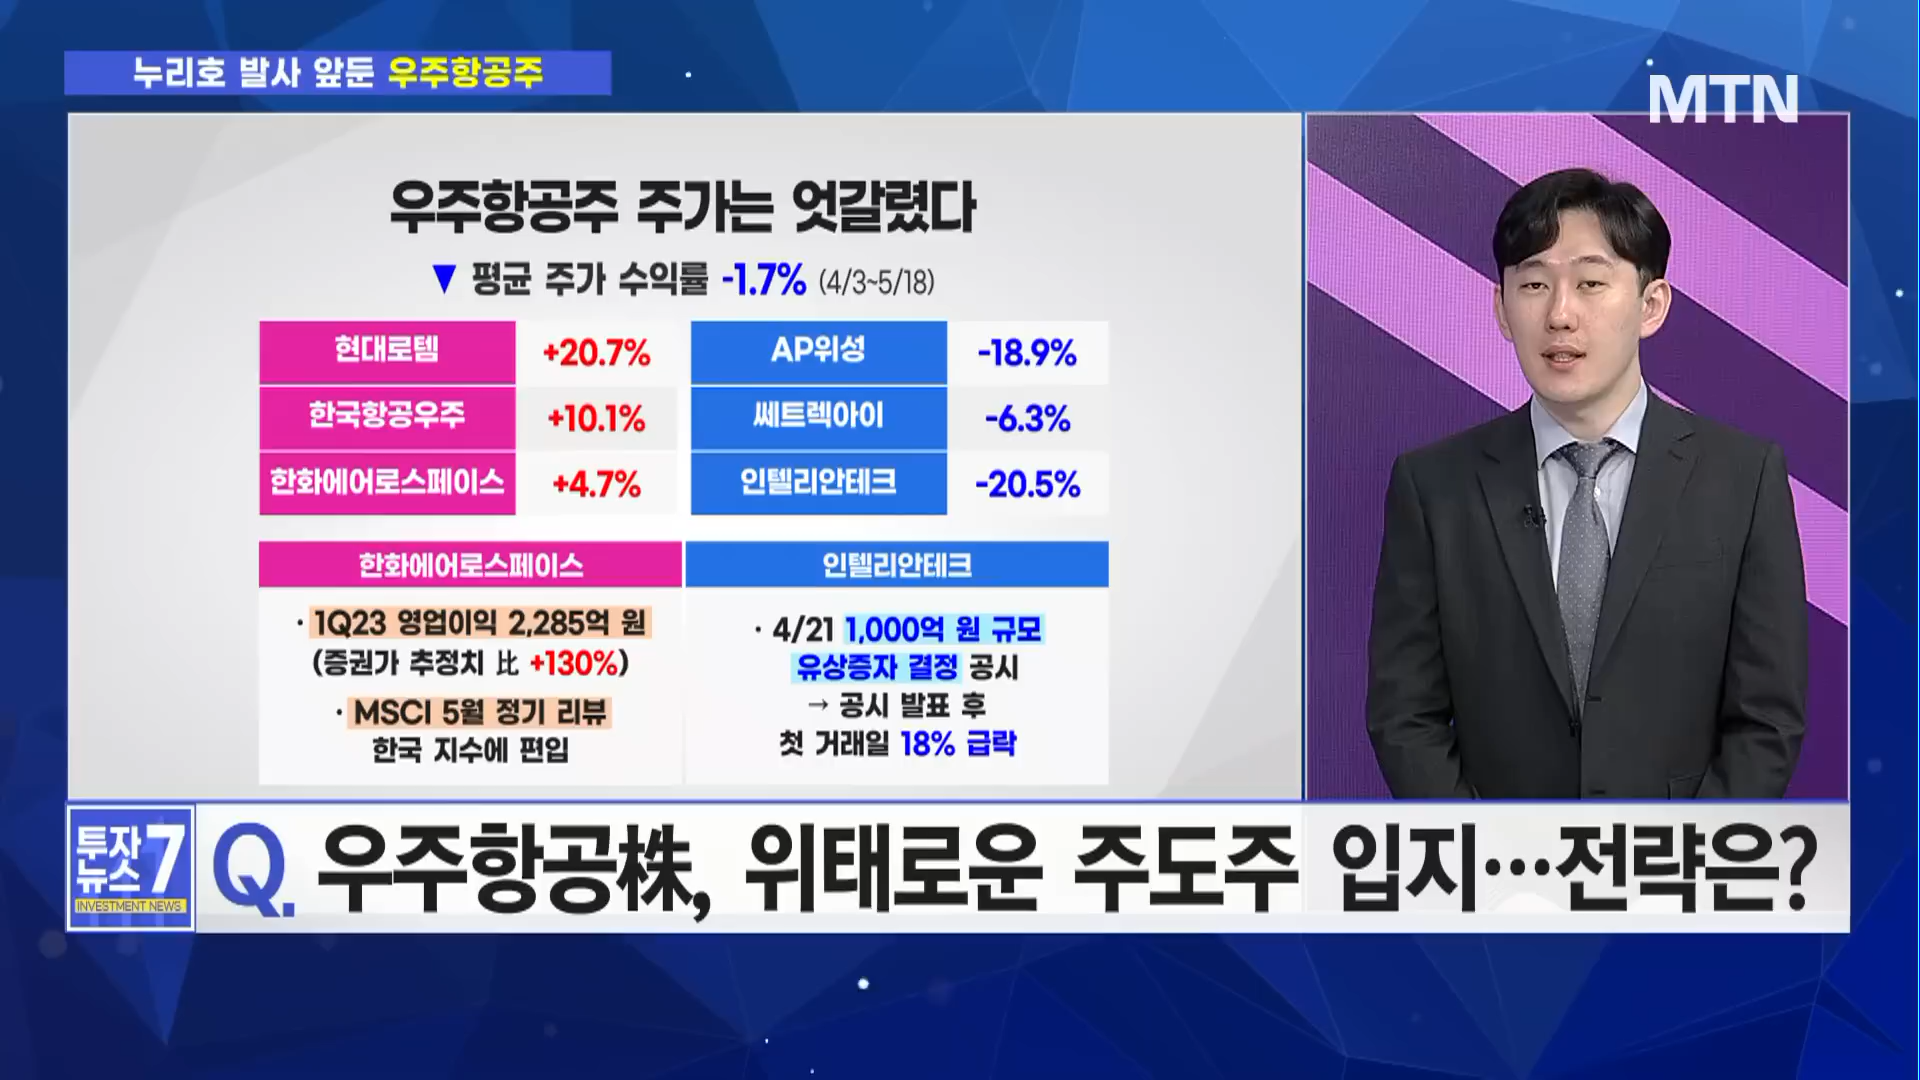 누리호 발사 앞둔 우주항공주
MTN
우주항공주 주가는 엇갈렸다
▼ 평균 주가 수익률 -1.7% (4/3~5/18)
현대로템 +20.7% AP위성 -18.9%
한국항공우주 +10.1% 쎄트렉아이 -6.3%
한화에어로스페이스 +4.7% 인텔리안테크 -20.5%
한화에어로스페이스
· 1Q23 영업이익 2,285억 원
(증권가 추정치 比 +130%)
· MSCI 5월 정기 리뷰
한국 지수에 편입
인텔리안테크
· 4/21 1,000억 원 규모
유상증자 결정 공시
→ 공시 발표 후
첫 거래일 18% 급락
투자
뉴스 7
INVESTMENT NEWS
Q. 우주항공株, 위태로운 주도주 입지…전략은?